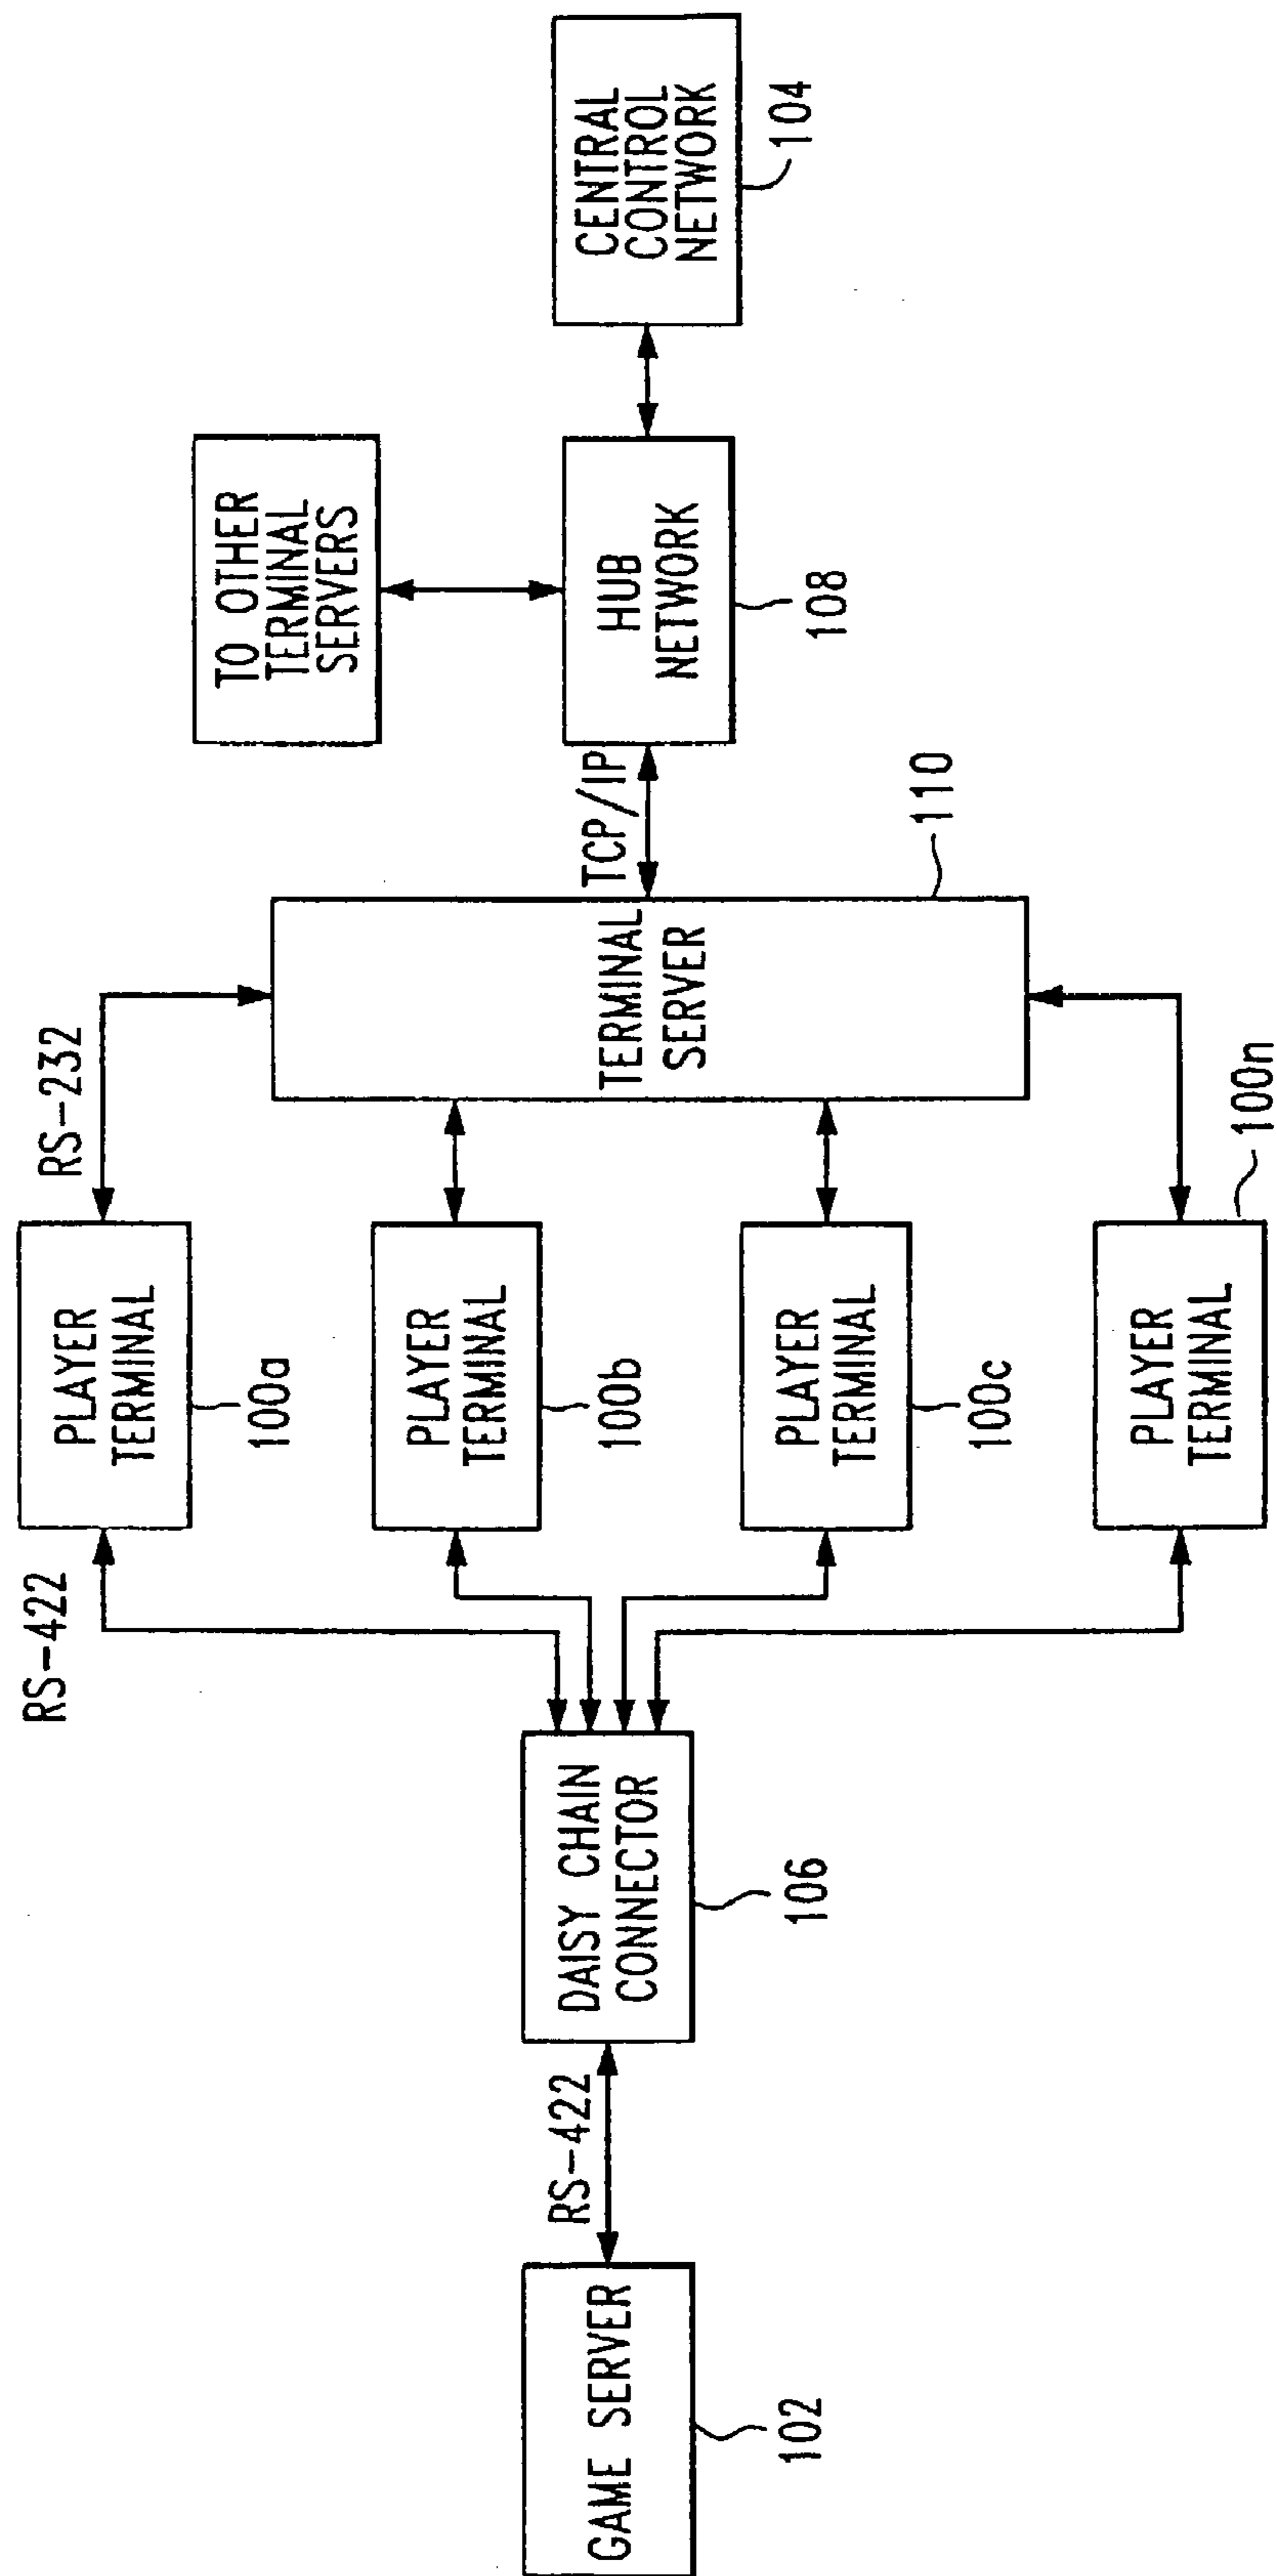 GAME SERVER
102
RS-422
DAISY CHAIN
CONNECTOR
106
RS-422
PLAYER
TERMINAL
100a
PLAYER
TERMINAL
100b
PLAYER
TERMINAL
100c
PLAYER
TERMINAL
100n
RS-232
TERMINAL
SERVER
110
TCP/IP
TO OTHER
TERMINAL
SERVERS
HUB
NETWORK
108
CENTRAL
CONTROL
NETWORK
104